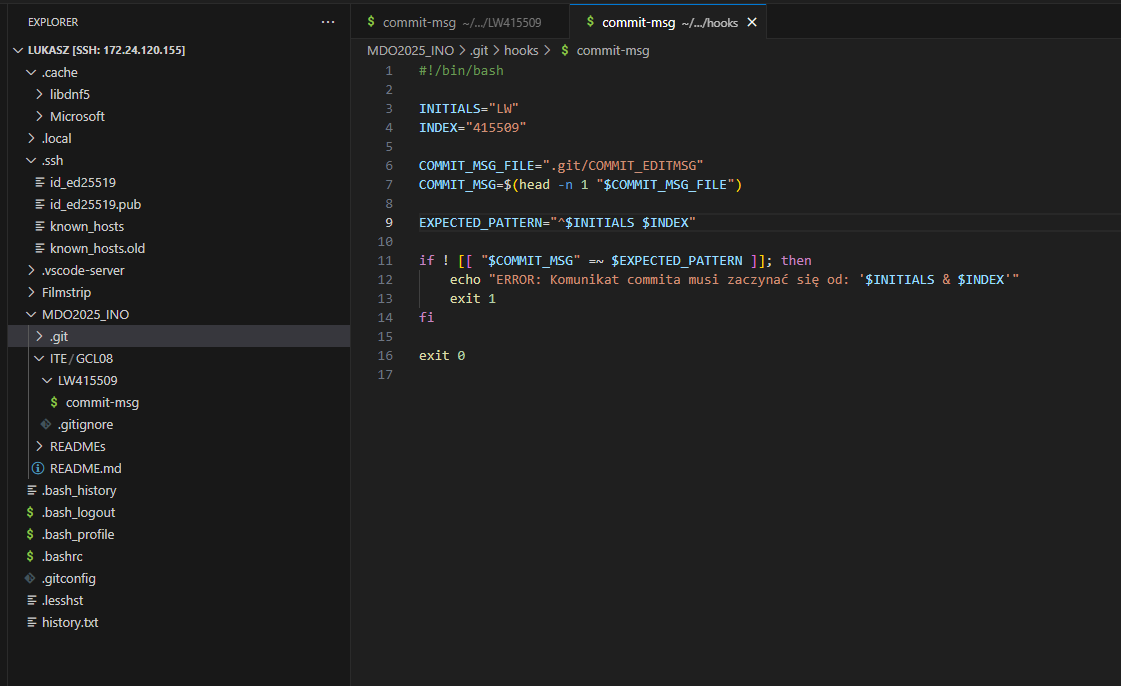 EXPLORER
LUKASZ [SSH: 172.24.120.155]
.cache
libdnf5
Microsoft
.local
.ssh
id_ed25519
id_ed25519.pub
known_hosts
known_hosts.old
.vscode-server
Filmstrip
MDO2025_INO
.git
ITE / GCL08
LW415509
$ commit-msg
.gitignore
READMEs
README.md
.bash_history
$ .bash_logout
$ .bash_profile
$ .bashrc
.gitconfig
.lesshst
history.txt
$ commit-msg ~/.../LW415509
$ commit-msg ~/.../hooks
MDO2025_INO > .git > hooks > $ commit-msg
1 #!/bin/bash
2
3 INITIALS="LW"
4 INDEX="415509"
5
6 COMMIT_MSG_FILE=".git/COMMIT_EDITMSG"
7 COMMIT_MSG=$(head -n 1 "$COMMIT_MSG_FILE")
8
9 EXPECTED_PATTERN="^$INITIALS $INDEX"
10
11 if ! [[ "$COMMIT_MSG" =~ $EXPECTED_PATTERN ]]; then
12     echo "ERROR: Komunikat commita musi zaczynać się od: '$INITIALS & $INDEX'"
13     exit 1
14 fi
15
16 exit 0
17